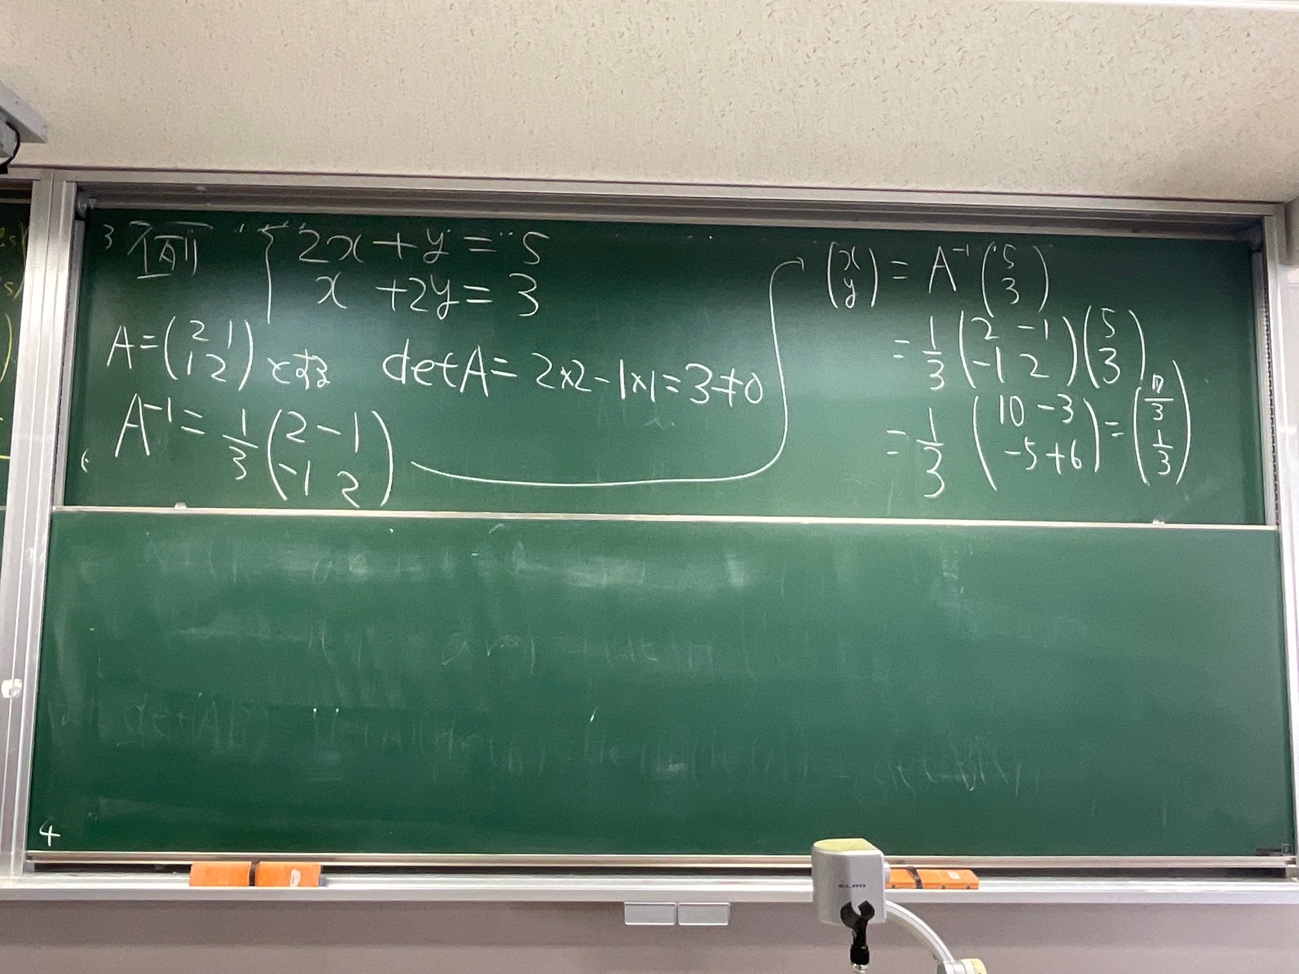 3 例
2x + y = 5
x + 2y = 3
A = (2 1
1 2) とする detA = 2×2 - 1×1 = 3 ≠ 0
A⁻¹ = 1/3 (2 -1
-1 2)
(x
y) = A⁻¹ (5
3)
= 1/3 (2 -1
-1 2) (5
3)
= 1/3 (10 - 3
-5 + 6) = (
1/3)
4
ELMO